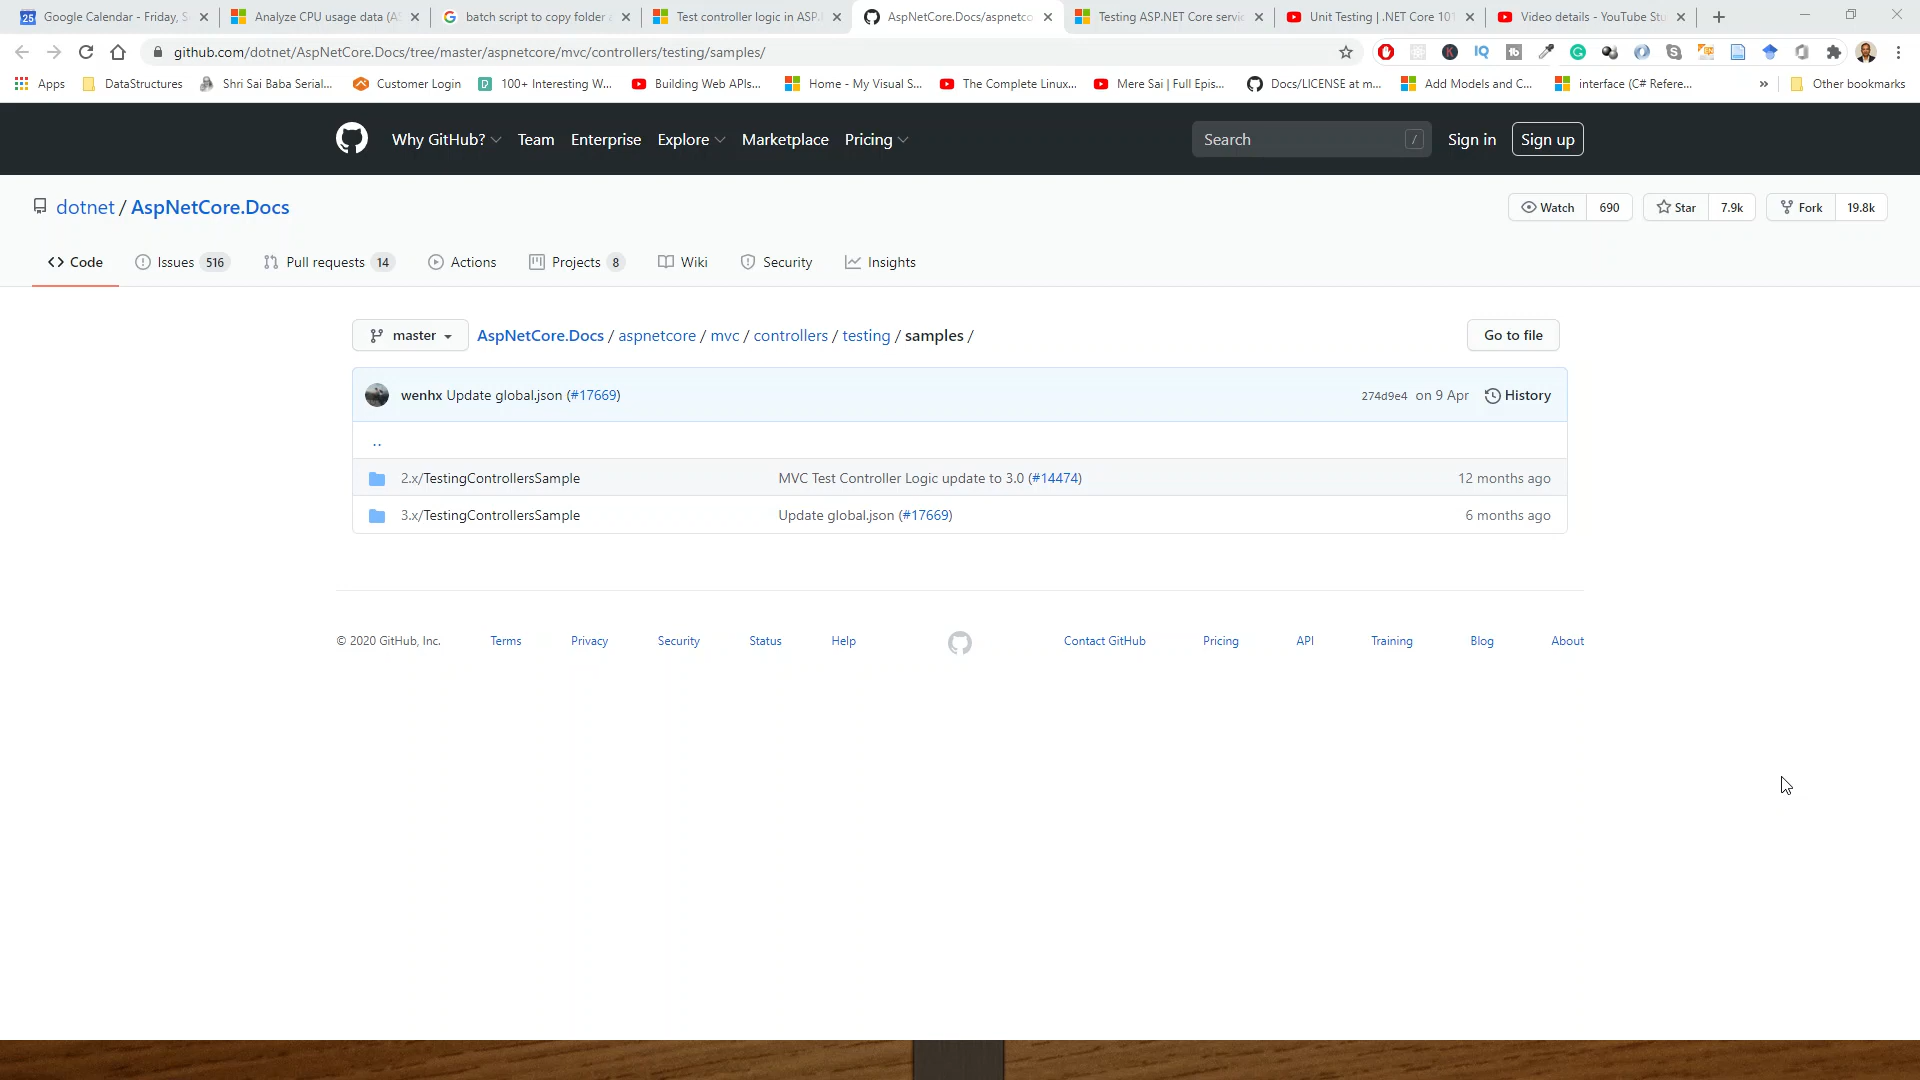 25 Google Calendar - Friday, S
Analyze CPU usage data (AS
batch script to copy folder a
Test controller logic in ASP.
AspNetCore.Docs/aspnetco
Testing ASP.NET Core servic
Unit Testing | .NET Core 101
Video details - YouTube Stu
github.com/dotnet/AspNetCore.Docs/tree/master/aspnetcore/mvc/controllers/testing/samples/
Apps
DataStructures
Shri Sai Baba Serial...
Customer Login
100+ Interesting W...
Building Web APIs...
Home - My Visual S...
The Complete Linux...
Mere Sai | Full Epis...
Docs/LICENSE at m...
Add Models and C...
interface (C# Refere...
»
Other bookmarks
Why GitHub?
Team
Enterprise
Explore
Marketplace
Pricing
Search /
Sign in
Sign up
dotnet / AspNetCore.Docs
Watch 690
Star 7.9k
Fork 19.8k
Code
Issues 516
Pull requests 14
Actions
Projects 8
Wiki
Security
Insights
master
AspNetCore.Docs / aspnetcore / mvc / controllers / testing / samples /
Go to file
wenhx Update global.json (#17669)
274d9e4 on 9 Apr
History
..
2.x/TestingControllersSample
MVC Test Controller Logic update to 3.0 (#14474)
12 months ago
3.x/TestingControllersSample
Update global.json (#17669)
6 months ago
© 2020 GitHub, Inc.
Terms
Privacy
Security
Status
Help
Contact GitHub
Pricing
API
Training
Blog
About